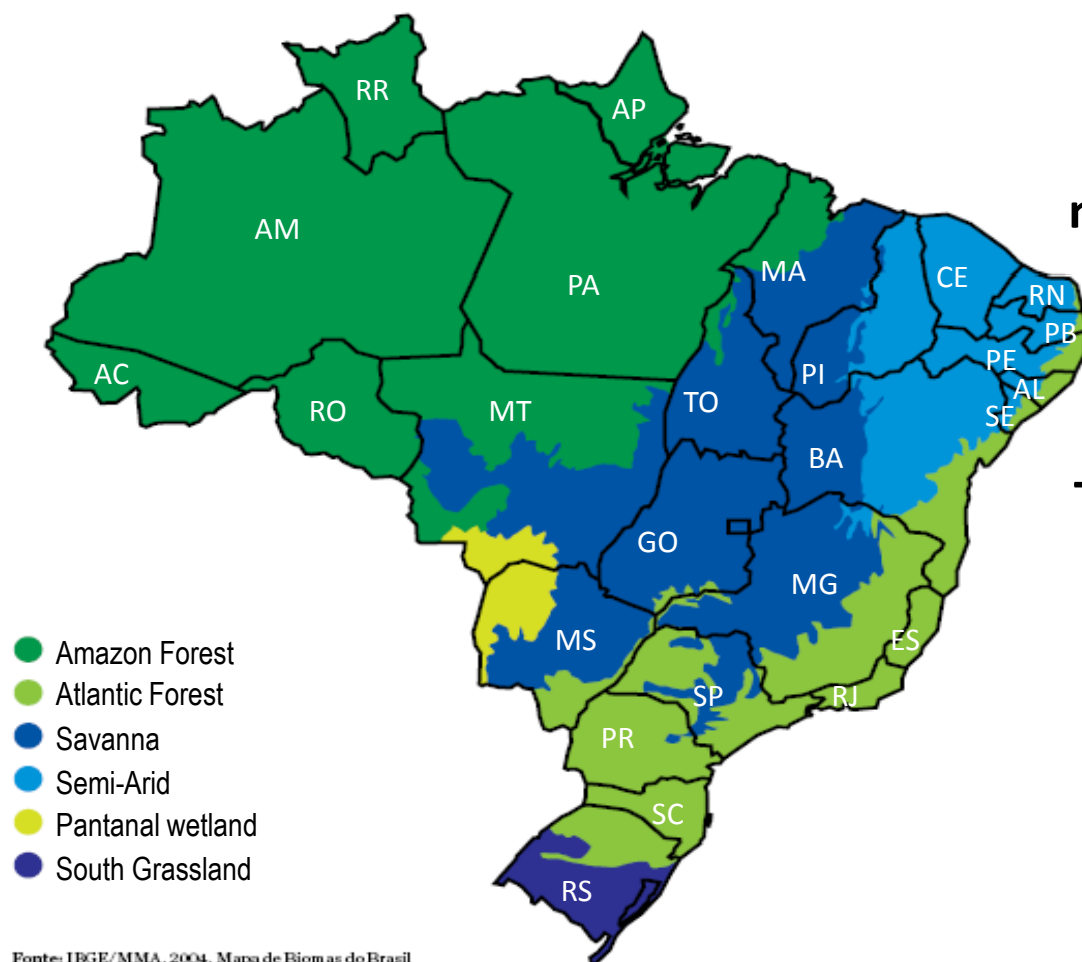 RR
AP
AM
PA
MA
CE
RN
PB
PE
AL
SE
PI
TO
BA
AC
RO
MT
GO
MG
MS
ES
SP
RJ
PR
SC
RS
r
-
Amazon Forest
Atlantic Forest
Savanna
Semi-Arid
Pantanal wetland
South Grassland
Fonte: IBGE/MMA, 2004. Mapa de Biomas do Brasil